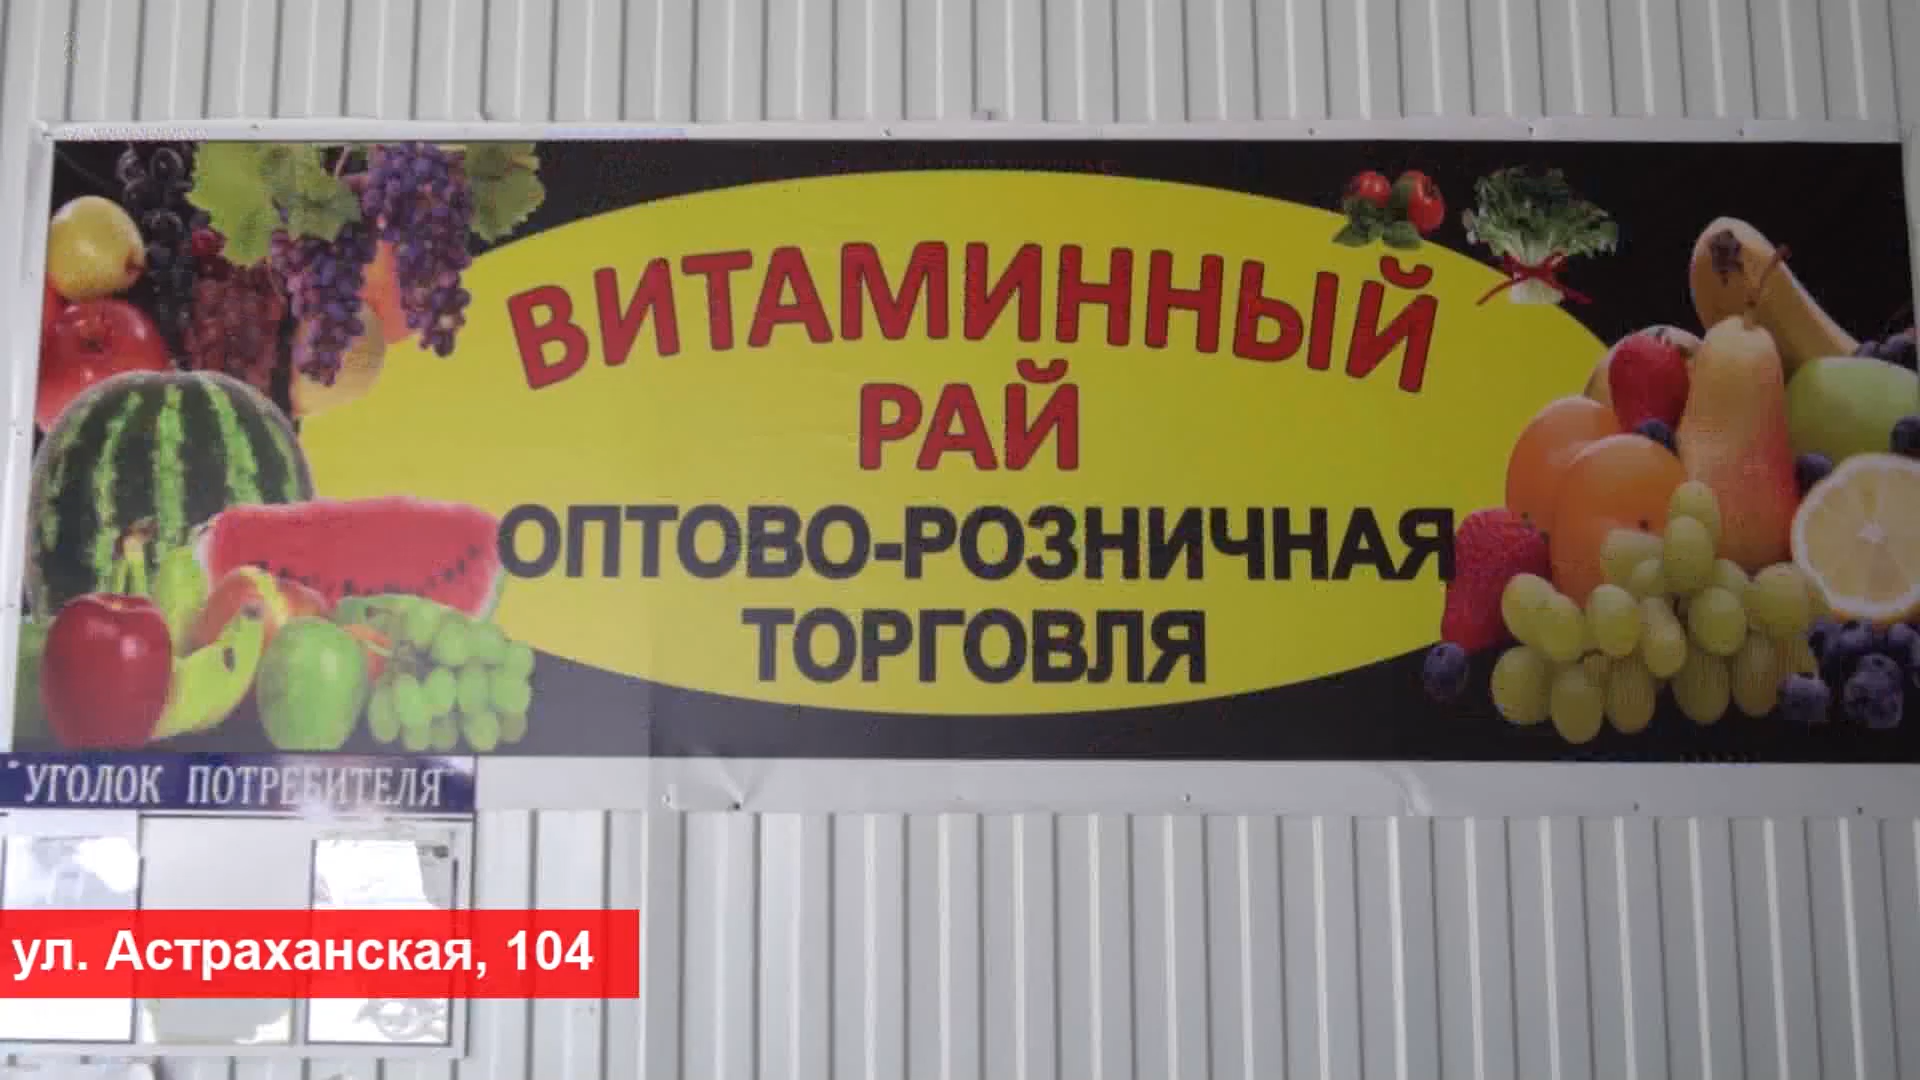 ВИТАМИННЫЙ
РАЙ
ОПТОВО-РОЗНИЧНАЯ
ТОРГОВЛЯ
"УГОЛОК ПОТРЕБИТЕЛЯ"
ул. Астраханская, 104